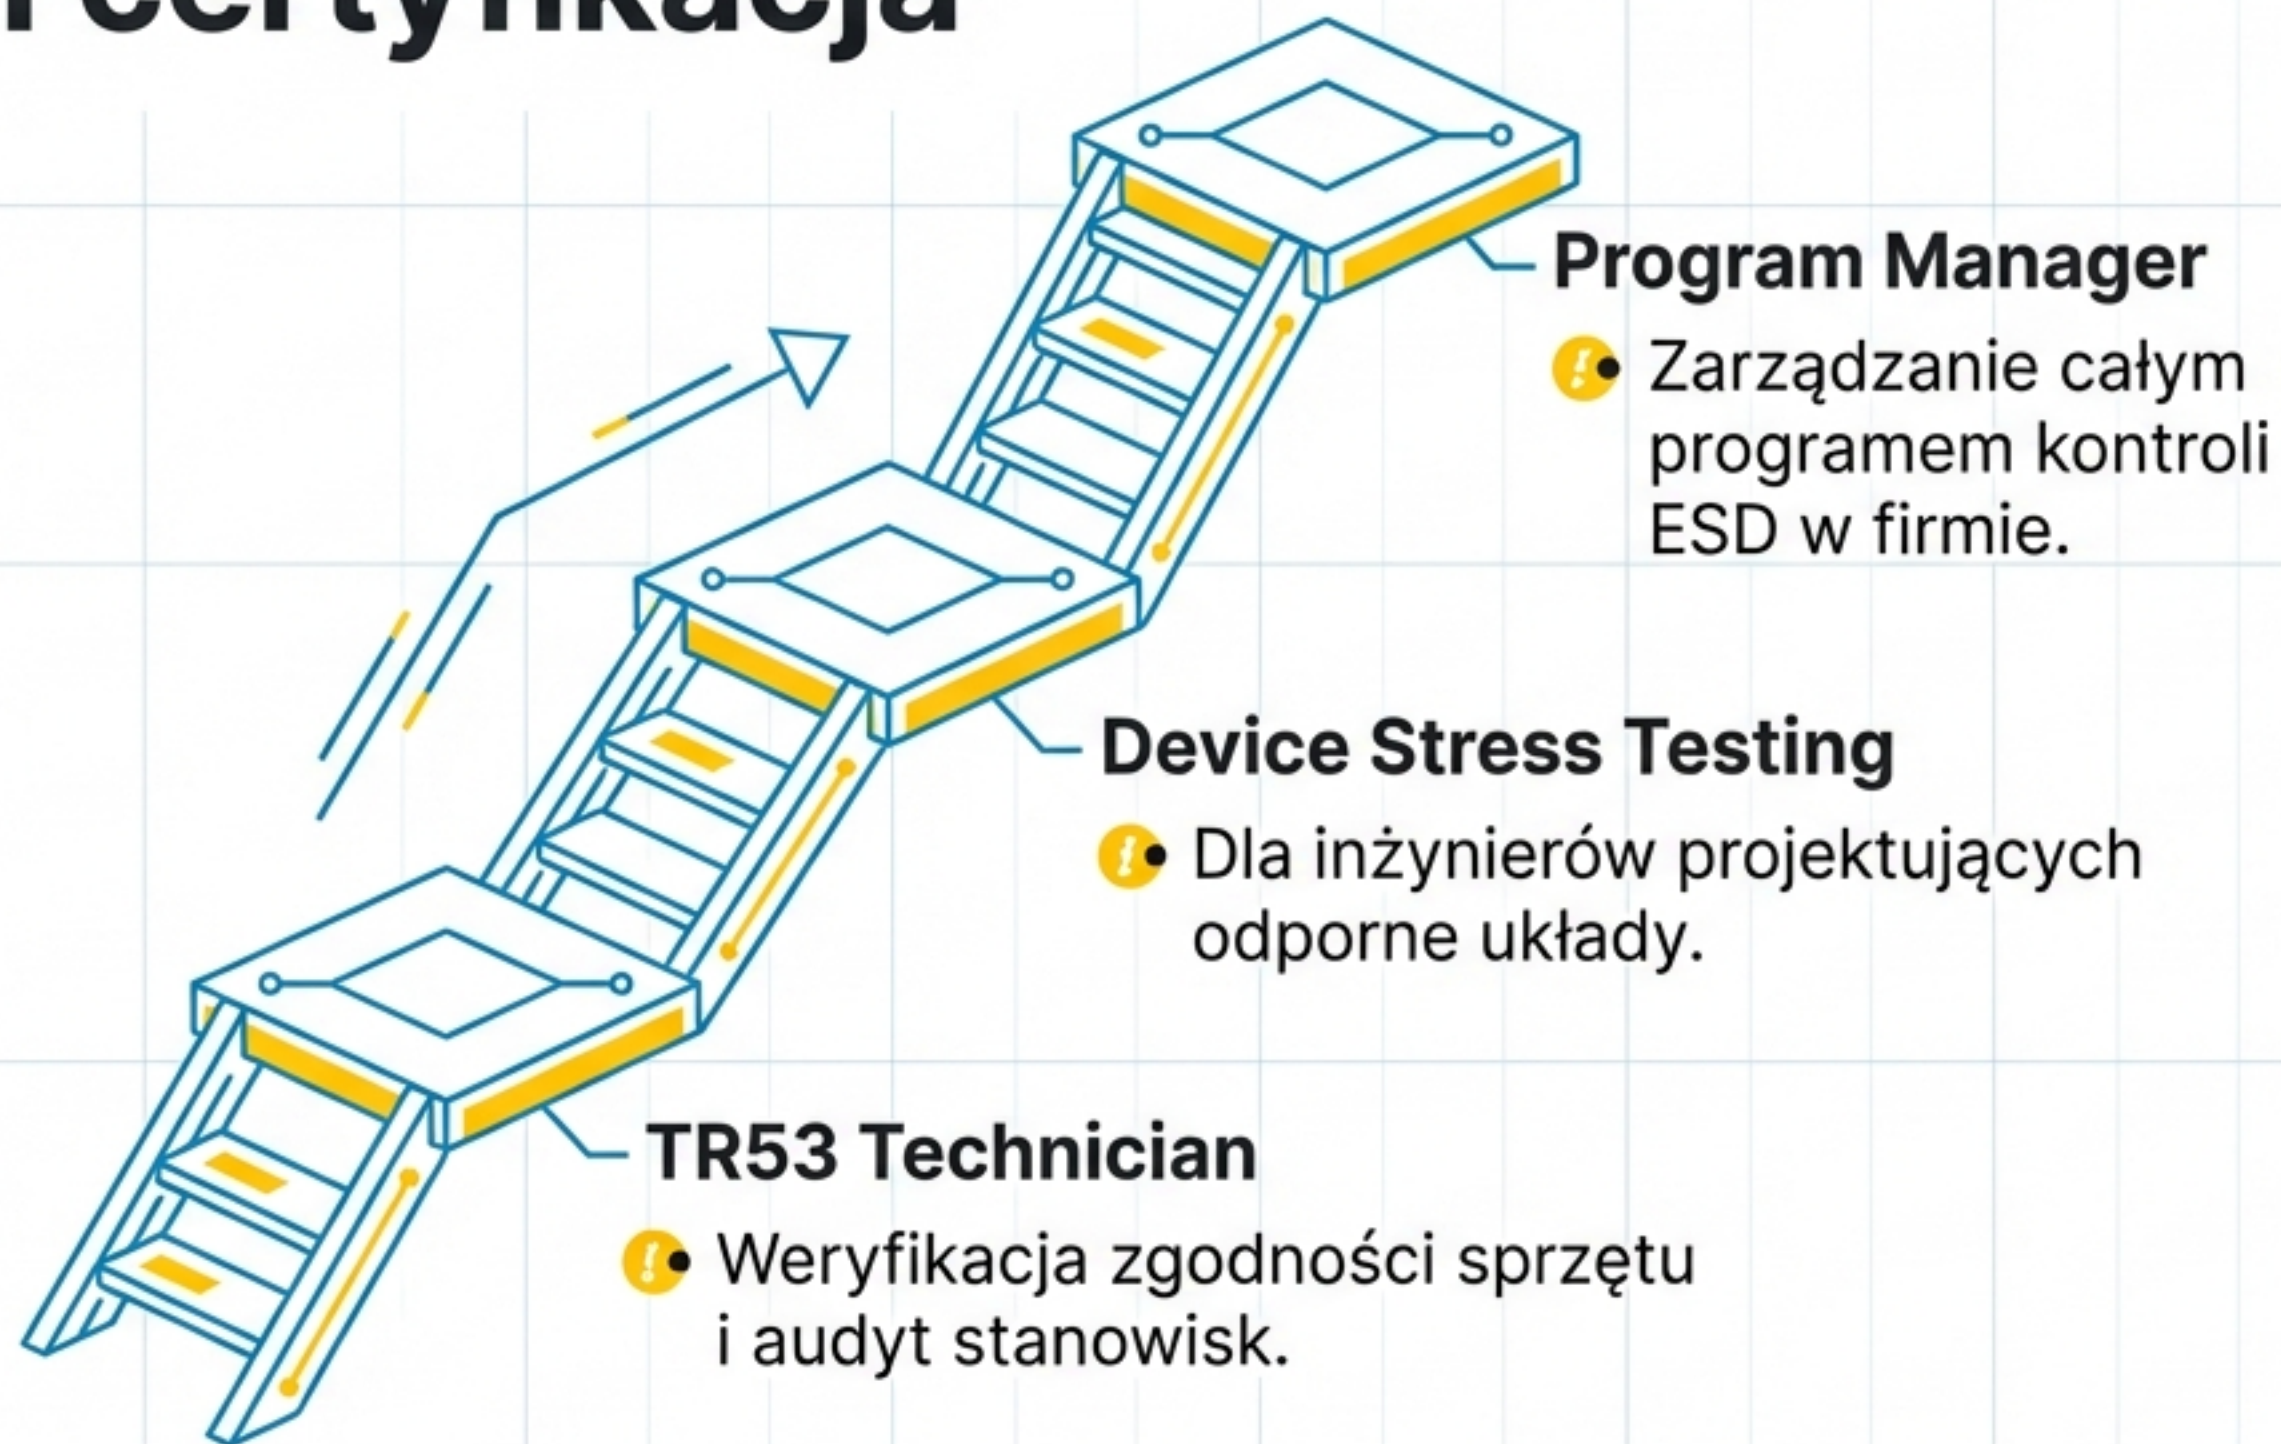 certyfikacja
Program Manager
Zarządzanie całym
programem kontroli
ESD w firmie.
Device Stress Testing
Dla inżynierów projektujących
odporne układy.
TR53 Technician
Weryfikacja zgodności sprzętu
i audyt stanowisk.